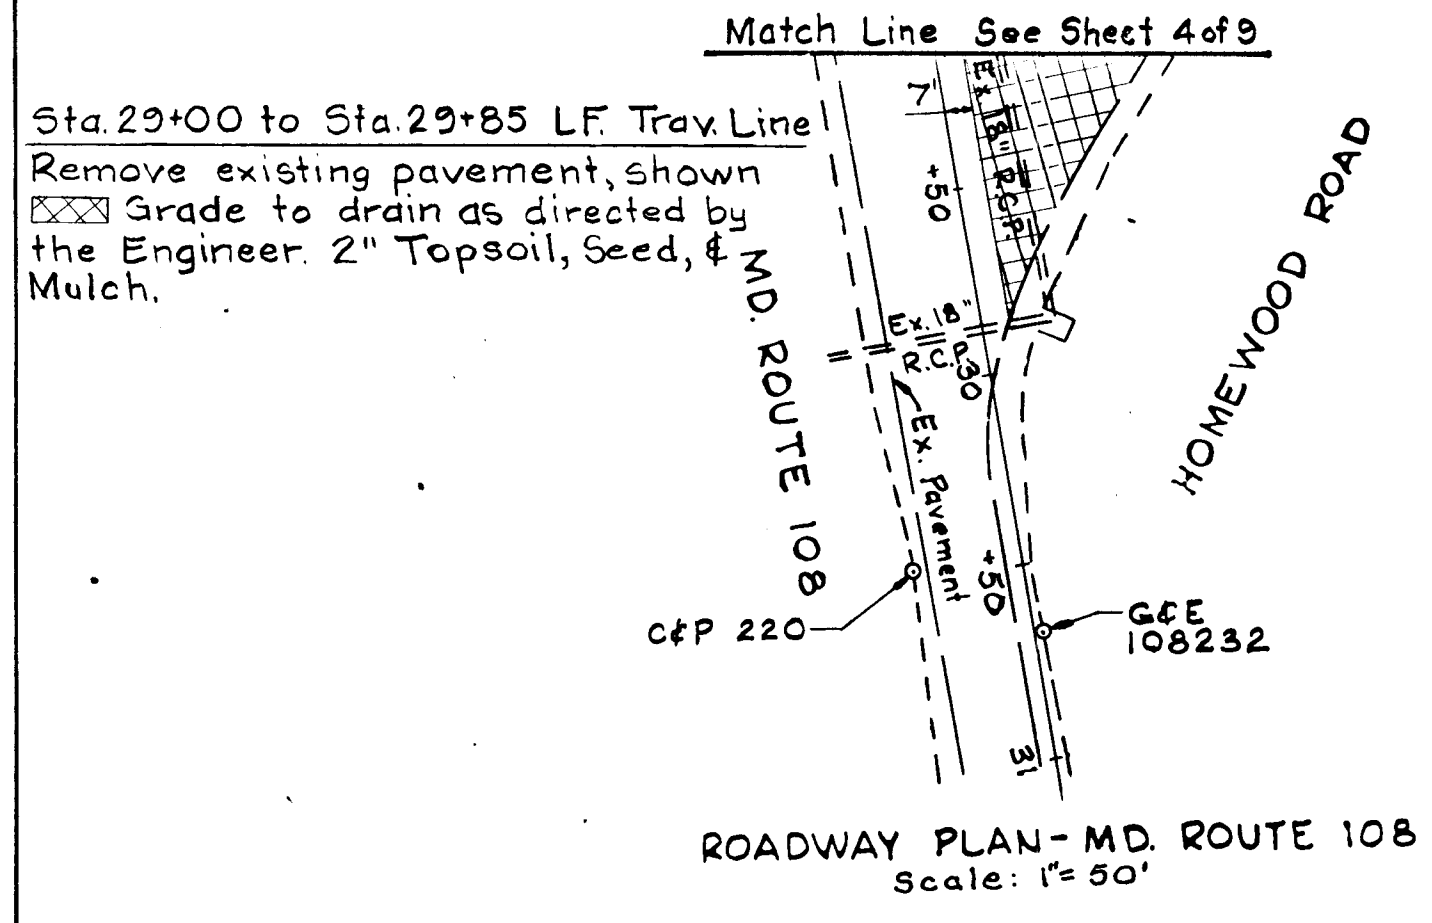 Match Line See Sheet 4 of 9
Sta. 29+00 to Sta. 29+85 LF. Trav. Line
Remove existing pavement, shown
Grade to drain as directed by
the Engineer. 2" Topsoil, Seed, &
Mulch.
7'
Ex. 18" R.C.P.
+50
HOMEWOOD ROAD
MD. ROUTE 108
Ex. 18"
R.C.P.
30
Ex. Pavement
+50
C&P 220
G&E
108232
31
ROADWAY PLAN - MD. ROUTE 108
Scale: 1"= 50'